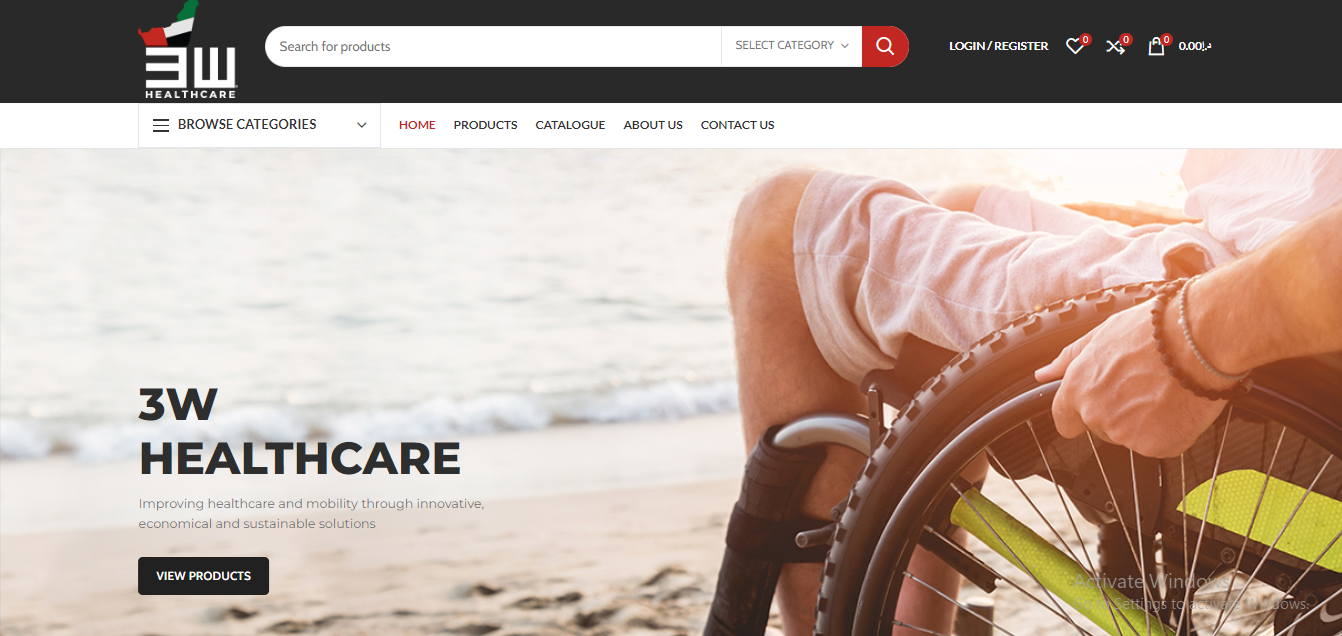 3W
HEALTHCARE
Search for products
SELECT CATEGORY
LOGIN / REGISTER
0
0
0
0.00د.إ
BROWSE CATEGORIES
HOME
PRODUCTS
CATALOGUE
ABOUT US
CONTACT US
3W
HEALTHCARE
Improving healthcare and mobility through innovative,
economical and sustainable solutions
VIEW PRODUCTS
Activate Windows
Go to Settings to activate Windows.